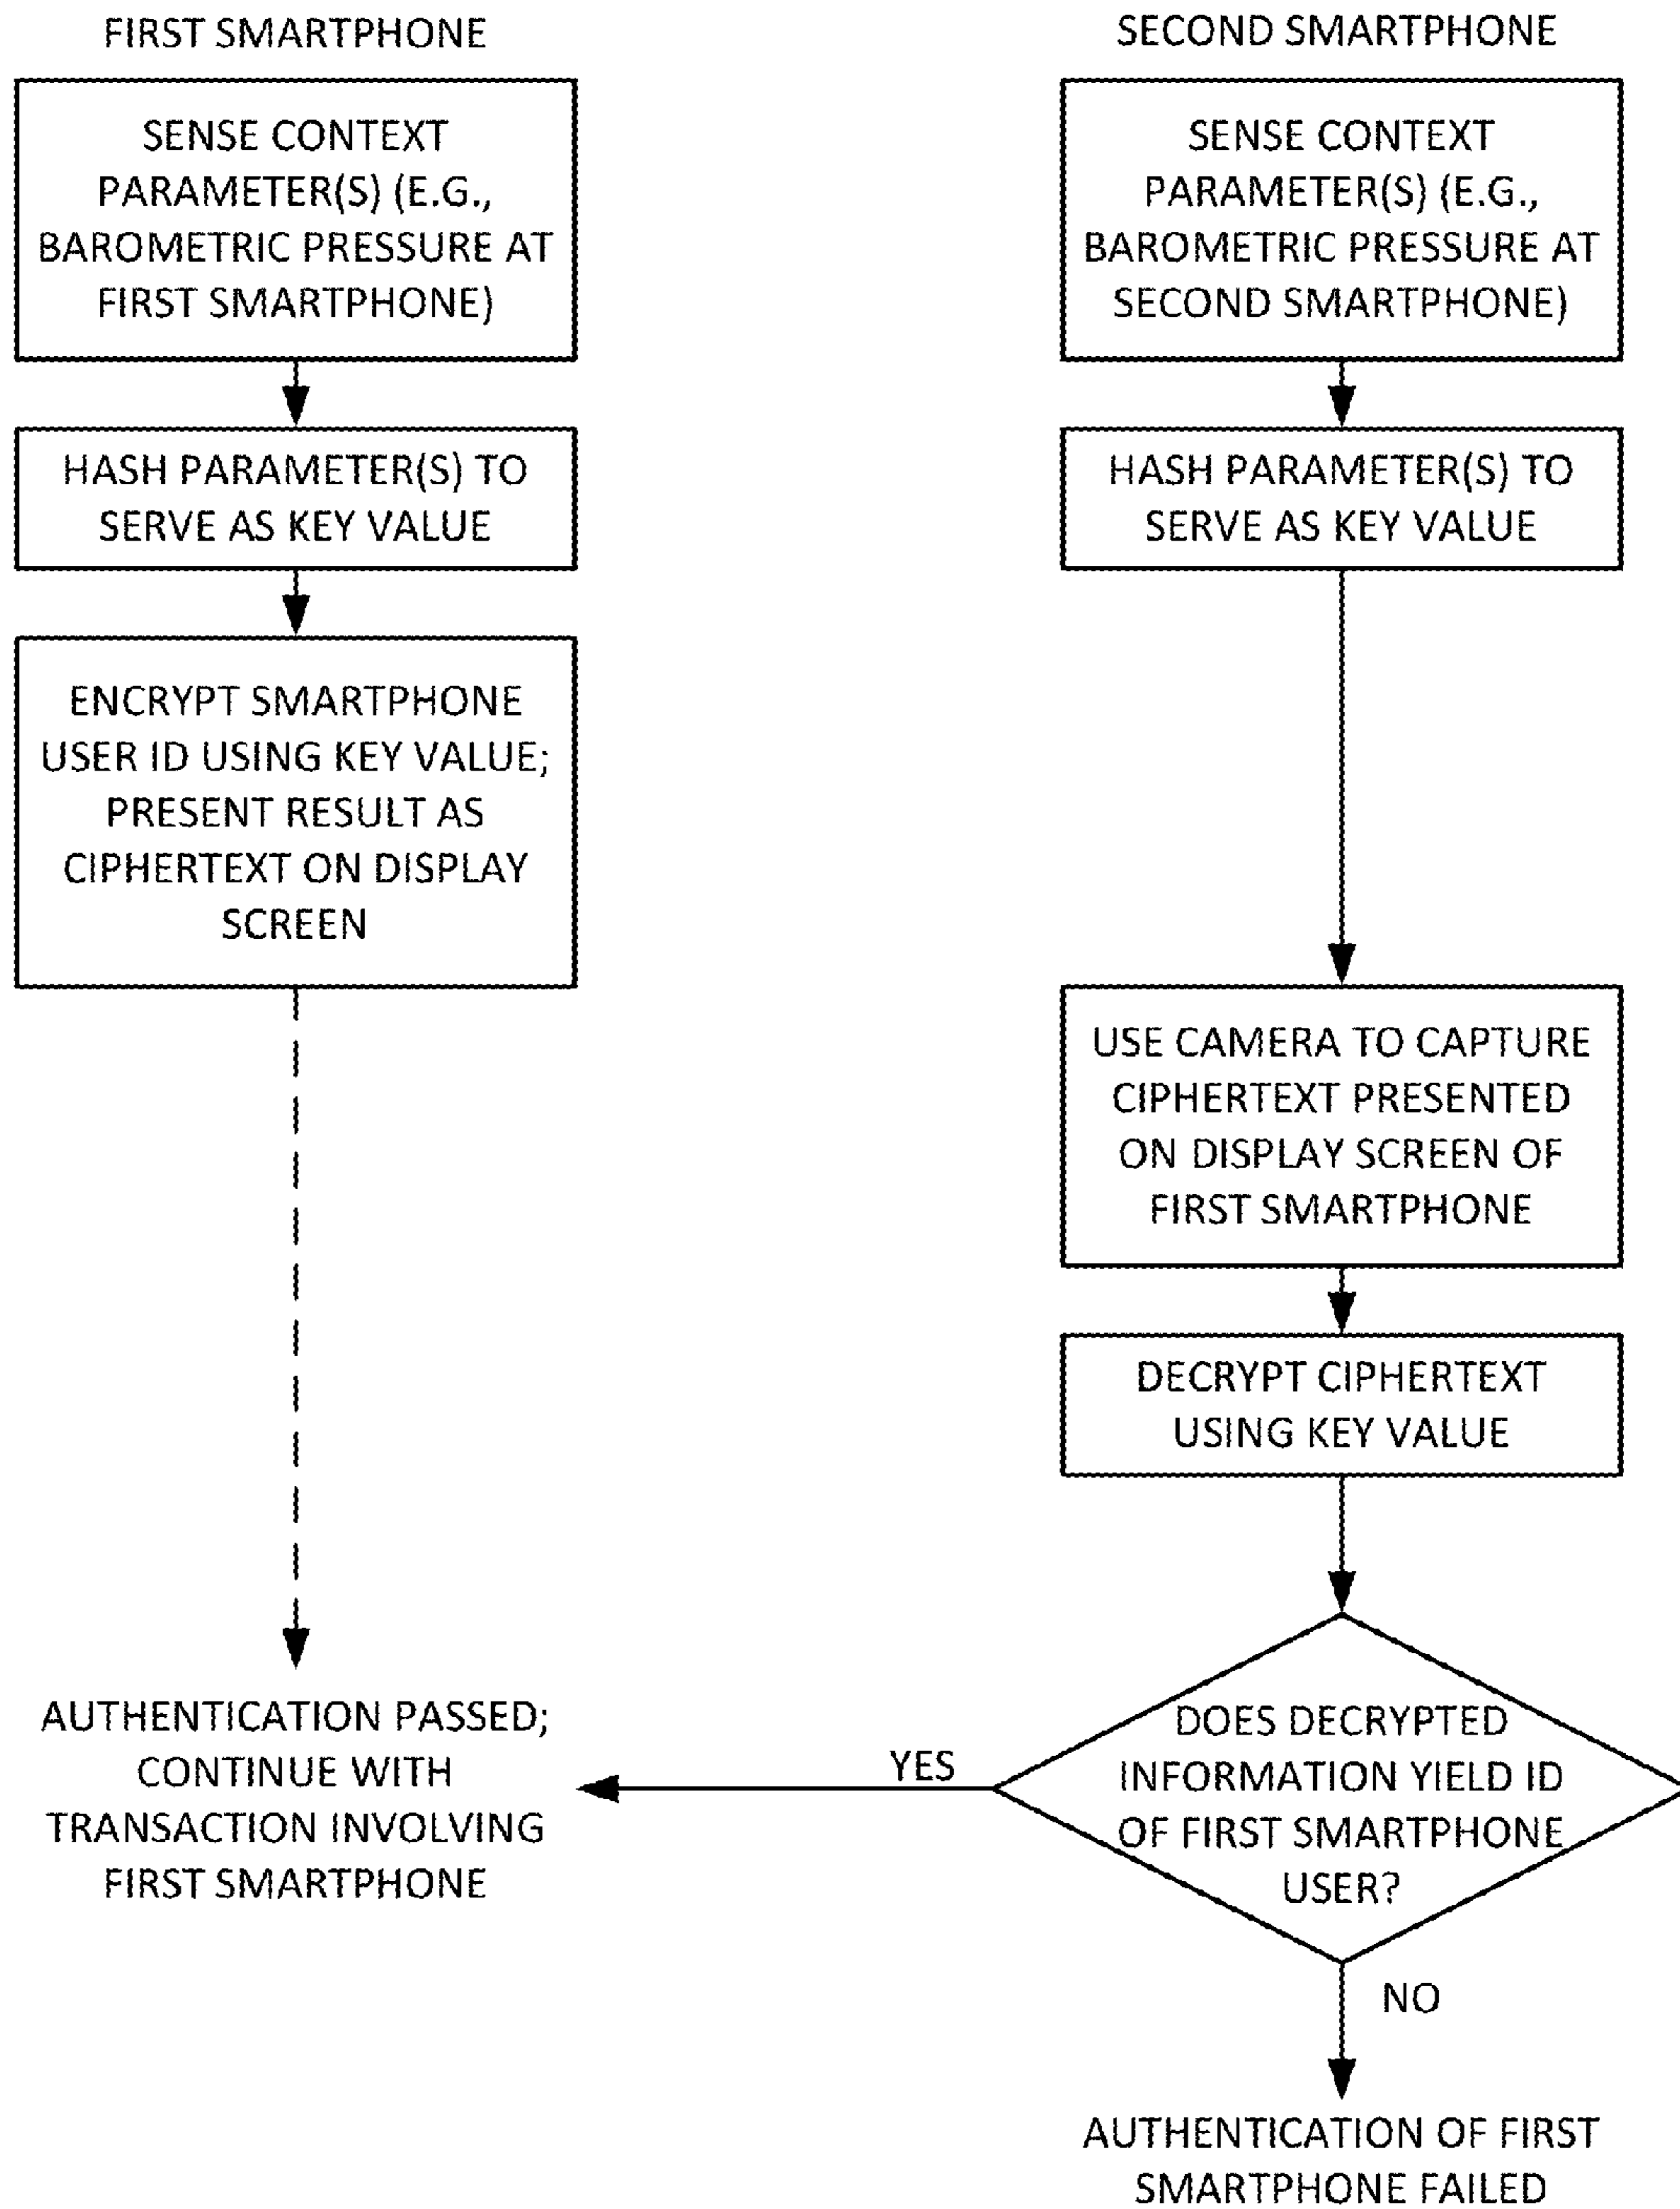 FIRST SMARTPHONE
SENSE CONTEXT
PARAMETER(S) (E.G.,
BAROMETRIC PRESSURE AT
FIRST SMARTPHONE)
HASH PARAMETER(S) TO
SERVE AS KEY VALUE
ENCRYPT SMARTPHONE
USER ID USING KEY VALUE;
PRESENT RESULT AS
CIPHERTEXT ON DISPLAY
SCREEN
AUTHENTICATION PASSED;
CONTINUE WITH
TRANSACTION INVOLVING
FIRST SMARTPHONE
SECOND SMARTPHONE
SENSE CONTEXT
PARAMETER(S) (E.G.,
BAROMETRIC PRESSURE AT
SECOND SMARTPHONE)
HASH PARAMETER(S) TO
SERVE AS KEY VALUE
USE CAMERA TO CAPTURE
CIPHERTEXT PRESENTED
ON DISPLAY SCREEN OF
FIRST SMARTPHONE
DECRYPT CIPHERTEXT
USING KEY VALUE
DOES DECRYPTED
INFORMATION YIELD ID
OF FIRST SMARTPHONE
USER?
YES
NO
AUTHENTICATION OF FIRST
SMARTPHONE FAILED